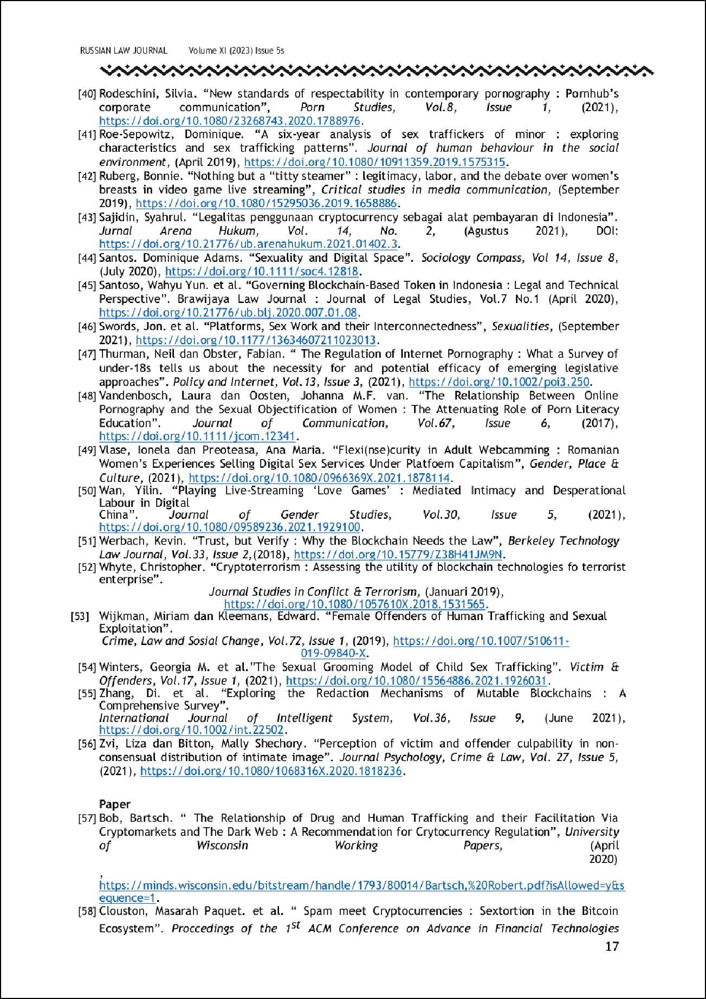 RUSSIAN LAW JOURNAL Volume XI (2023) Issue 5s
[40] Rodeschini, Silvia. “New standards of respectability in contemporary pornography : Pornhub’s
corporate communication”, Porn Studies, Vol.8, Issue 1, (2021),
https://doi.org/10.1080/23268743.2020.1788976.
[41] Roe-Sepowitz, Dominique. “A six-year analysis of sex traffickers of minor : exploring
characteristics and sex trafficking patterns”. Journal of human behaviour in the social
environment, (April 2019), https://doi.org/10.1080/10911359.2019.1575315.
[42] Ruberg, Bonnie. “Nothing but a “titty steamer” : legitimacy, labor, and the debate over women’s
breasts in video game live streaming”, Critical studies in media communication, (September
2019), https://doi.org/10.1080/15295036.2019.1658886.
[43] Sajidin, Syahrul. “Legalitas penggunaan cryptocurrency sebagai alat pembayaran di Indonesia”.
Jurnal Arena Hukum, Vol. 14, No. 2, (Agustus 2021), DOI:
https://doi.org/10.21776/ub.arenahukum.2021.01402.3.
[44] Santos. Dominique Adams. “Sexuality and Digital Space”. Sociology Compass, Vol 14, Issue 8,
(July 2020), https://doi.org/10.1111/soc4.12818.
[45] Santoso, Wahyu Yun. et al. “Governing Blockchain-Based Token in Indonesia : Legal and Technical
Perspective”. Brawijaya Law Journal : Journal of Legal Studies, Vol.7 No.1 (April 2020),
https://doi.org/10.21776/ub.blj.2020.007.01.08.
[46] Swords, Jon. et al. “Platforms, Sex Work and their Interconnectedness”, Sexualities, (September
2021), https://doi.org/10.1177/13634607211023013.
[47] Thurman, Neil dan Obster, Fabian. “ The Regulation of Internet Pornography : What a Survey of
under-18s tells us about the necessity for and potential efficacy of emerging legislative
approaches”. Policy and Internet, Vol.13, Issue 3, (2021), https://doi.org/10.1002/poi3.250.
[48] Vandenbosch, Laura dan Oosten, Johanna M.F. van. “The Relationship Between Online
Pornography and the Sexual Objectification of Women : The Attenuating Role of Porn Literacy
Education”. Journal of Communication, Vol.67, Issue 6, (2017),
https://doi.org/10.1111/jcom.12341.
[49] Vlase, Ionela dan Preoteasa, Ana Maria. “Flexi(nse)curity in Adult Webcamming : Romanian
Women’s Experiences Selling Digital Sex Services Under Platfoem Capitalism”, Gender, Place &
Culture, (2021), https://doi.org/10.1080/0966369X.2021.1878114.
[50] Wan, Yilin. “Playing Live-Streaming ‘Love Games’ : Mediated Intimacy and Desperational
Labour in Digital
China”. Journal of Gender Studies, Vol.30, Issue 5, (2021),
https://doi.org/10.1080/09589236.2021.1929100.
[51] Werbach, Kevin. “Trust, but Verify : Why the Blockchain Needs the Law”, Berkeley Technology
Law Journal, Vol.33, Issue 2,(2018), https://doi.org/10.15779/Z38H41JM9N.
[52] Whyte, Christopher. “Cryptoterrorism : Assessing the utility of blockchain technologies fo terrorist
enterprise”.
Journal Studies in Conflict & Terrorism, (Januari 2019),
https://doi.org/10.1080/1057610X.2018.1531565.
[53] Wijkman, Miriam dan Kleemans, Edward. “Female Offenders of Human Trafficking and Sexual
Exploitation”.
Crime, Law and Sosial Change, Vol.72, Issue 1, (2019), https://doi.org/10.1007/S10611-
019-09840-X.
[54] Winters, Georgia M. et al.”The Sexual Grooming Model of Child Sex Trafficking”. Victim &
Offenders, Vol.17, Issue 1, (2021), https://doi.org/10.1080/15564886.2021.1926031.
[55] Zhang, Di. et al. “Exploring the Redaction Mechanisms of Mutable Blockchains : A
Comprehensive Survey”.
International Journal of Intelligent System, Vol.36, Issue 9, (June 2021),
https://doi.org/10.1002/int.22502.
[56] Zvi, Liza dan Bitton, Mally Shechory. “Perception of victim and offender culpability in non-
consensual distribution of intimate image”. Journal Psychology, Crime & Law, Vol. 27, Issue 5,
(2021), https://doi.org/10.1080/1068316X.2020.1818236.
Paper
[57] Bob, Bartsch. “ The Relationship of Drug and Human Trafficking and their Facilitation Via
Cryptomarkets and The Dark Web : A Recommendation for Crytocurrency Regulation”, University
of Wisconsin Working Papers, (April
2020)
,
https://minds.wisconsin.edu/bitstream/handle/1793/80014/Bartsch,%20Robert.pdf?isAllowed=y&s
equence=1.
[58] Clouston, Masarah Paquet. et al. “ Spam meet Cryptocurrencies : Sextortion in the Bitcoin
Ecosystem”. Proccedings of the 1st ACM Conference on Advance in Financial Technologies
17